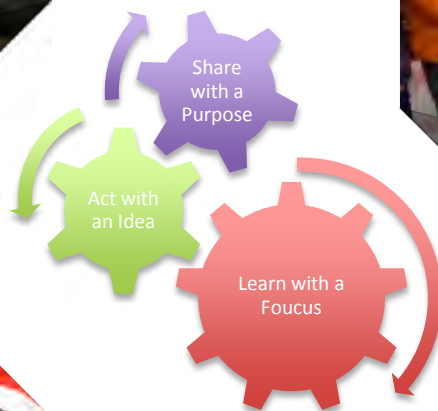 Share
with a
Purpose
Act with
an Idea
Learn with a
Foucus